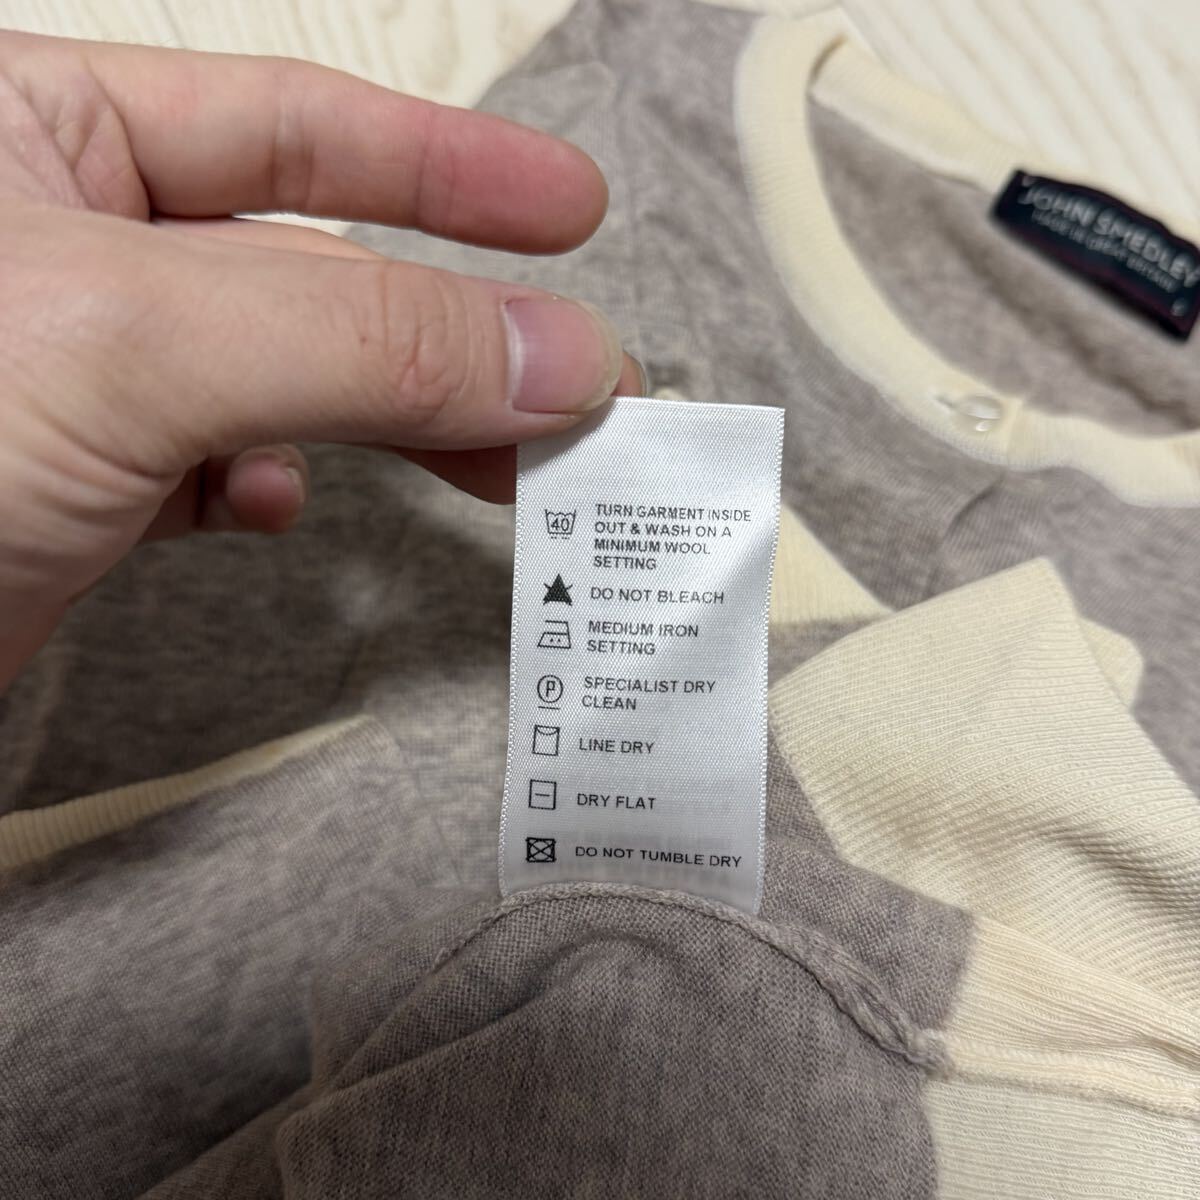 JOHN SMEDLEY
MADE IN GREAT BRITAIN
40
TURN GARMENT INSIDE
OUT & WASH ON A
MINIMUM WOOL
SETTING
DO NOT BLEACH
MEDIUM IRON
SETTING
P
SPECIALIST DRY
CLEAN
LINE DRY
DRY FLAT
DO NOT TUMBLE DRY